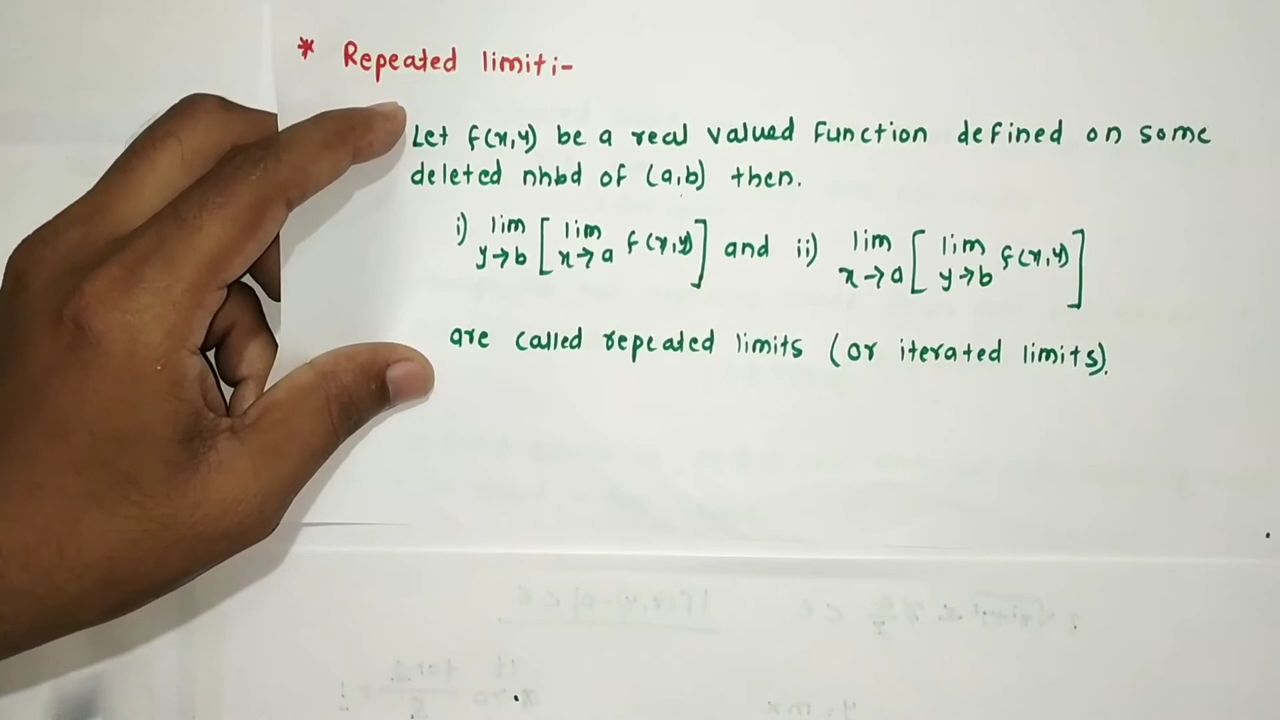 * Repeated limit:-
Let f(x,y) be a real valued function defined on some
deleted nhbd of (a,b) then.
i) lim y→b [ lim x→a f(x,y) ] and ii) lim x→a [ lim y→b f(x,y) ]
are called repeated limits (or iterated limits).